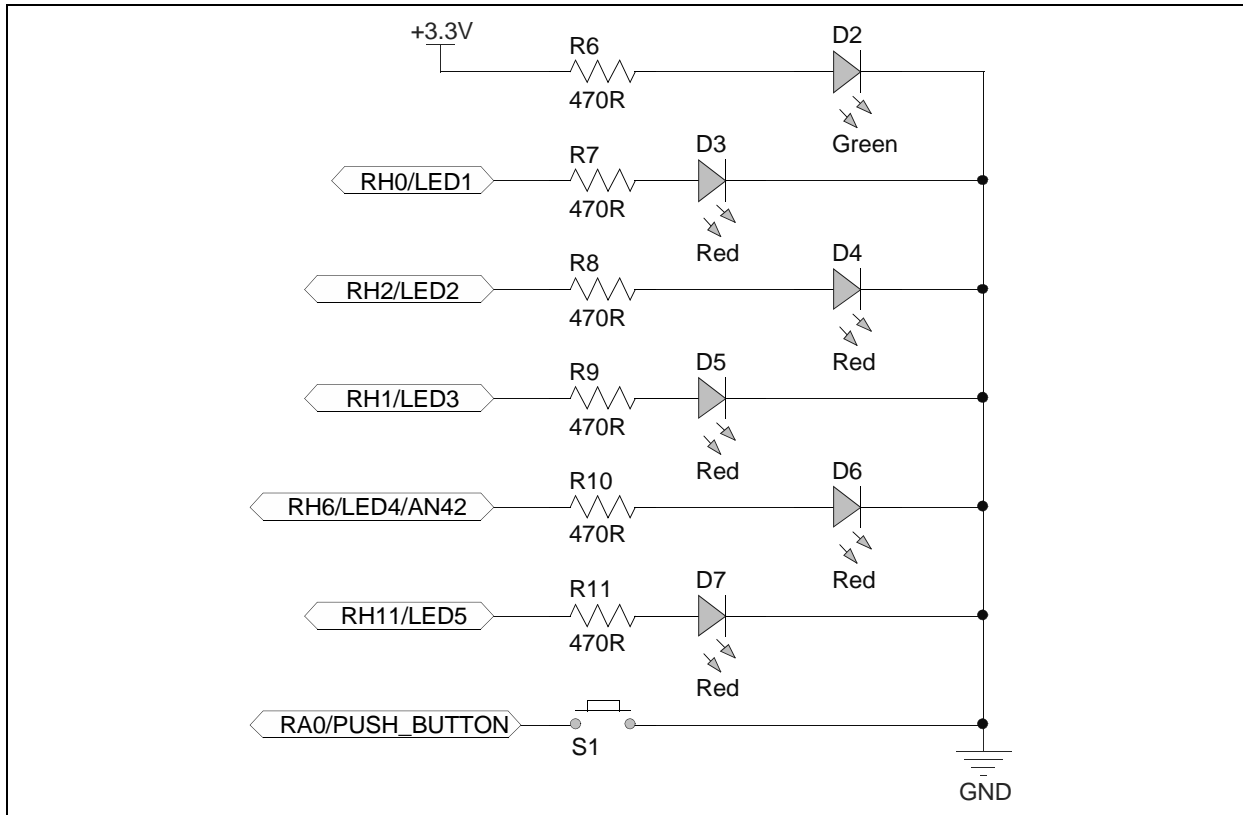 +3.3V
R6
470R
D2
Green
RH0/LED1
R7
470R
D3
Red
RH2/LED2
R8
470R
D4
Red
RH1/LED3
R9
470R
D5
Red
RH6/LED4/AN42
R10
470R
D6
Red
RH11/LED5
R11
470R
D7
Red
RA0/PUSH_BUTTON
S1
GND